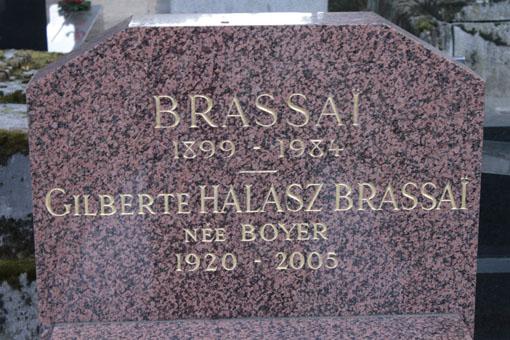 BRASSAÏ
1899 - 1984
GILBERTE HALASZ BRASSAÏ
NÉE BOYER
1920 - 2005